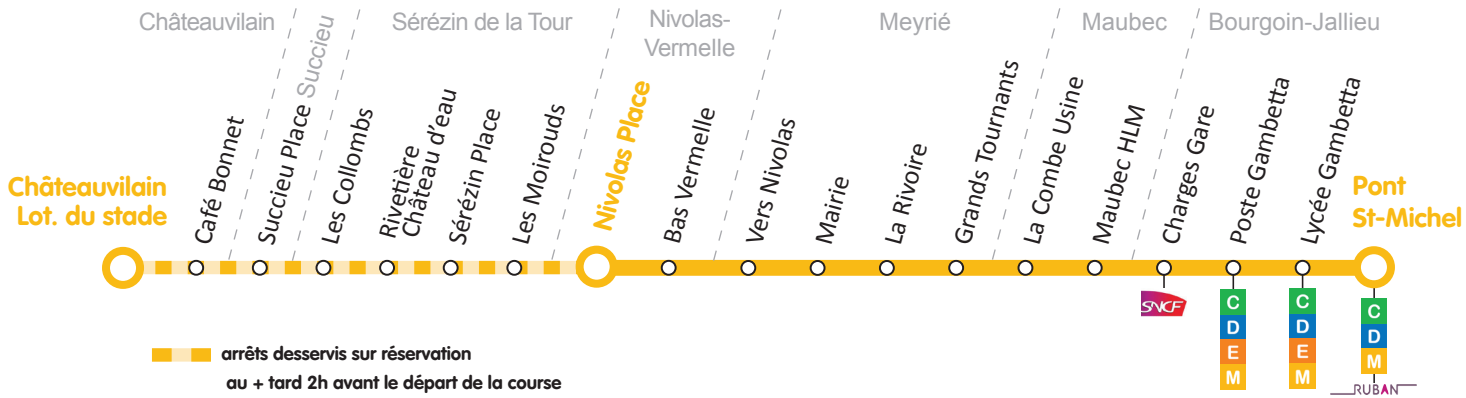 Châteauvilain
Succieu
Sérézin de la Tour
Nivolas-
Vermelle
Meyrié
Maubec
Bourgoin-Jallieu
Châteauvilain
Lot. du stade
Café Bonnet
Succieu Place
Les Collombs
Rivetière
Château d'eau
Sérézin Place
Les Moirouds
Nivolas Place
Bas Vermelle
Vers Nivolas
Mairie
La Rivoire
Grands Tournants
La Combe Usine
Maubec HLM
Charges Gare
Poste Gambetta
Lycée Gambetta
Pont
St-Michel
SNCF
C
D
E
M
C
D
E
M
C
D
M
RUBAN
arrêts desservis sur réservation
au + tard 2h avant le départ de la course